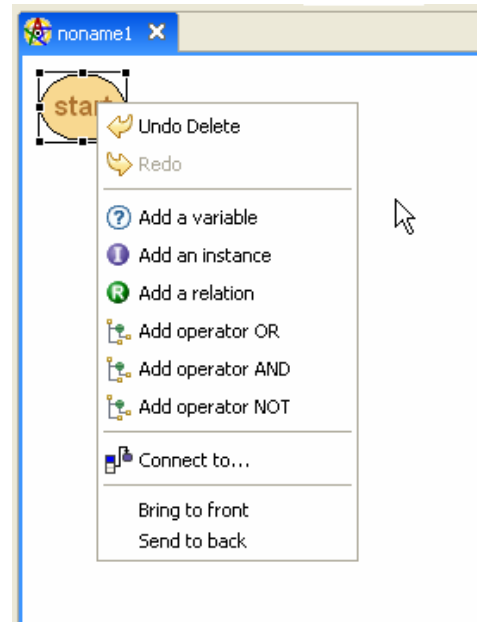 noname1
start
Undo Delete
Redo
? Add a variable
I Add an instance
R Add a relation
Add operator OR
Add operator AND
Add operator NOT
Connect to...
Bring to front
Send to back